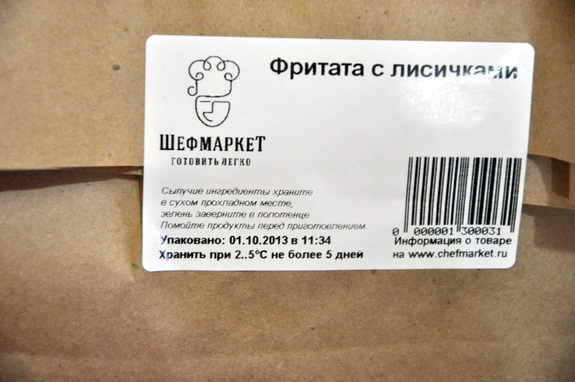 Фритата с лисичками
ШЕФМАРКЕТ
ГОТОВИТЬ ЛЕГКО
Сыпучие ингредиенты храните
в сухом прохладном месте,
зелень заверните в полотенце
Помойте продукты перед приготовлением
Упаковано: 01.10.2013 в 11:34
Хранить при 2..5ºС не более 5 дней
0 000001 300031
Информация о товаре
на www.chefmarket.ru